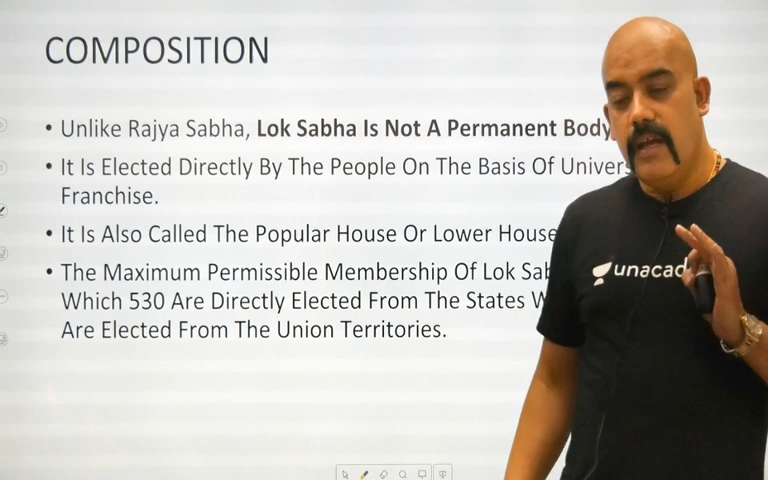 COMPOSITION
• Unlike Rajya Sabha, Lok Sabha Is Not A Permanent Body
• It Is Elected Directly By The People On The Basis Of Univers
Franchise.
• It Is Also Called The Popular House Or Lower House
• The Maximum Permissible Membership Of Lok Sab
Which 530 Are Directly Elected From The States W
Are Elected From The Union Territories.
unacad